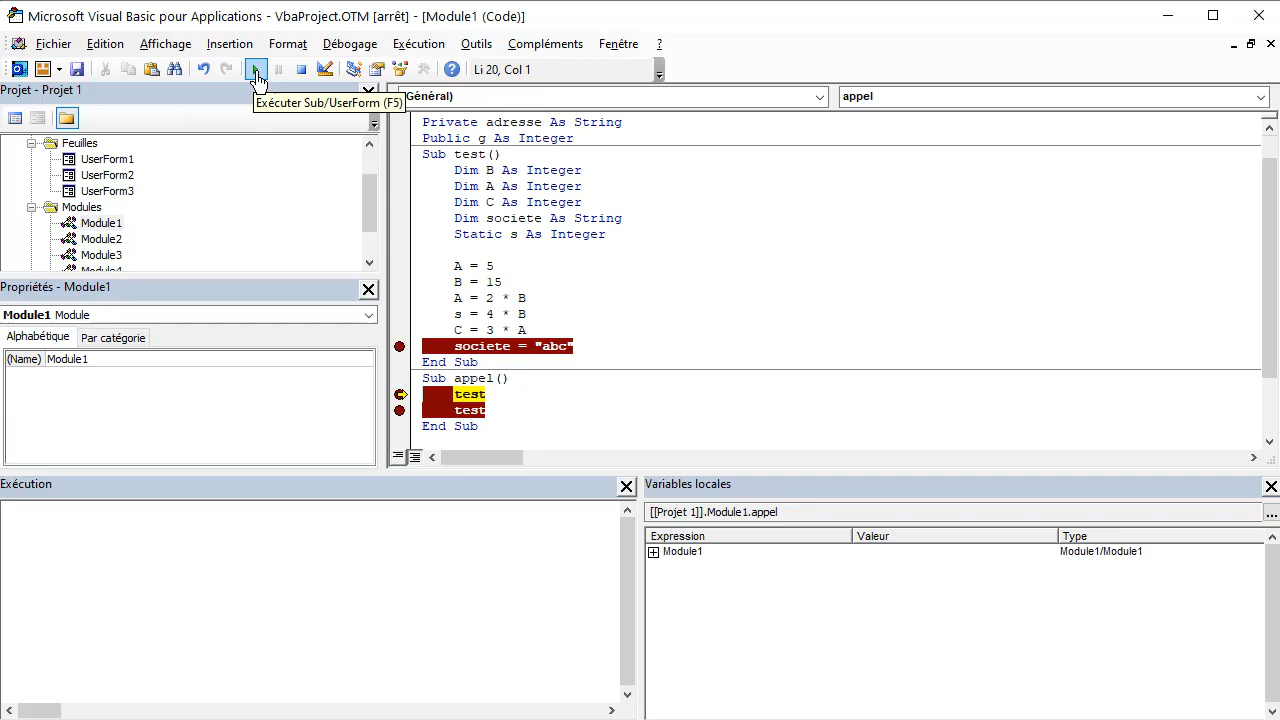 Microsoft Visual Basic pour Applications - VbaProject.OTM [arrêt] - [Module1 (Code)]
Fichier Edition Affichage Insertion Format Débogage Exécution Outils Compléments Fenêtre ?
Li 20, Col 1
Projet - Projet 1
Exécuter Sub/UserForm (F5)
Général)
appel
Feuilles
UserForm1
UserForm2
UserForm3
Modules
Module1
Module2
Module3
Module4
Propriétés - Module1
Module1 Module
Alphabétique Par catégorie
(Name) Module1
Private adresse As String
Public g As Integer
Sub test()
Dim B As Integer
Dim A As Integer
Dim C As Integer
Dim societe As String
Static s As Integer
A = 5
B = 15
A = 2 * B
s = 4 * B
C = 3 * A
societe = "abc"
End Sub
Sub appel()
test
test
End Sub
Exécution
Variables locales
[[Projet 1]].Module1.appel
...
Expression Valeur Type
Module1 Module1/Module1